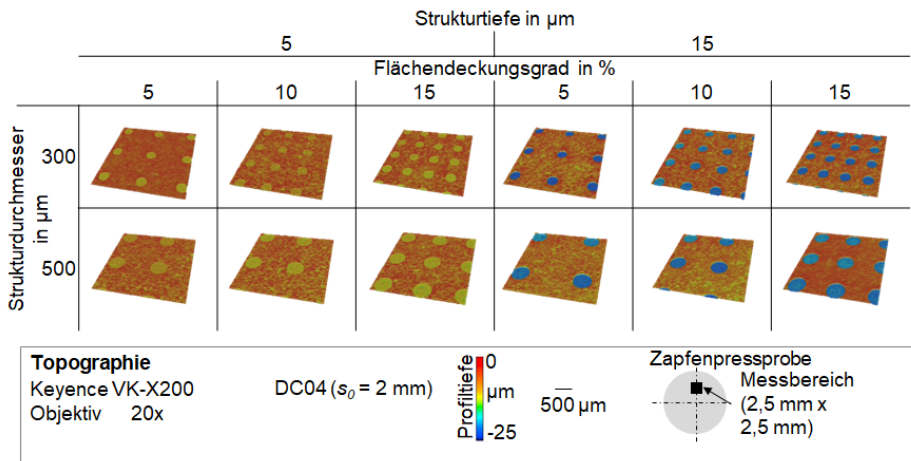 Strukturtiefe in µm
5 15
Flächendeckungsgrad in %
5 10 15 5 10 15
Strukturdurchmesser
in µm
300
500
Topographie
Keyence VK-X200
Objektiv 20x
DC04 (s₀ = 2 mm)
Profiltiefe
0
µm
-25
500 µm
Zapfenpressprobe
Messbereich
(2,5 mm x
2,5 mm)